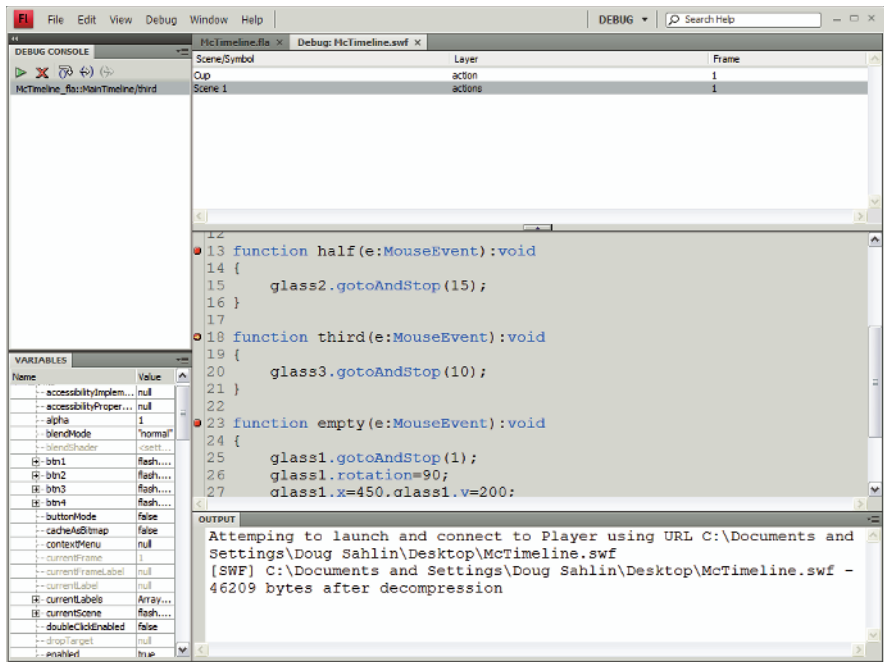 FL File Edit View Debug Window Help DEBUG Search Help
DEBUG CONSOLE
McTimeline_fla::MainTimeline/third
McTimeline.fla × Debug: McTimeline.swf ×
Scene/Symbol Layer Frame
Cup action 1
Scene 1 actions 1
12
13 function half(e:MouseEvent):void
14 {
15 glass2.gotoAndStop(15);
16 }
17
18 function third(e:MouseEvent):void
19 {
20 glass3.gotoAndStop(10);
21 }
22
23 function empty(e:MouseEvent):void
24 {
25 glass1.gotoAndStop(1);
26 glass1.rotation=90;
27 glass1.x=450,glass1.y=200;
VARIABLES
Name Value
accessibilityImplem... null
accessibilityProper... null
alpha 1
blendMode "normal"
blendShader <sett...
btn1 flash....
btn2 flash....
btn3 flash....
btn4 flash....
buttonMode false
cacheAsBitmap false
contextMenu null
currentFrame 1
currentFrameLabel null
currentLabel null
currentLabels Array...
currentScene flash....
doubleClickEnabled false
dropTarget null
enabled true
OUTPUT
Attemping to launch and connect to Player using URL C:\Documents and
Settings\Doug Sahlin\Desktop\McTimeline.swf
[SWF] C:\Documents and Settings\Doug Sahlin\Desktop\McTimeline.swf -
46209 bytes after decompression